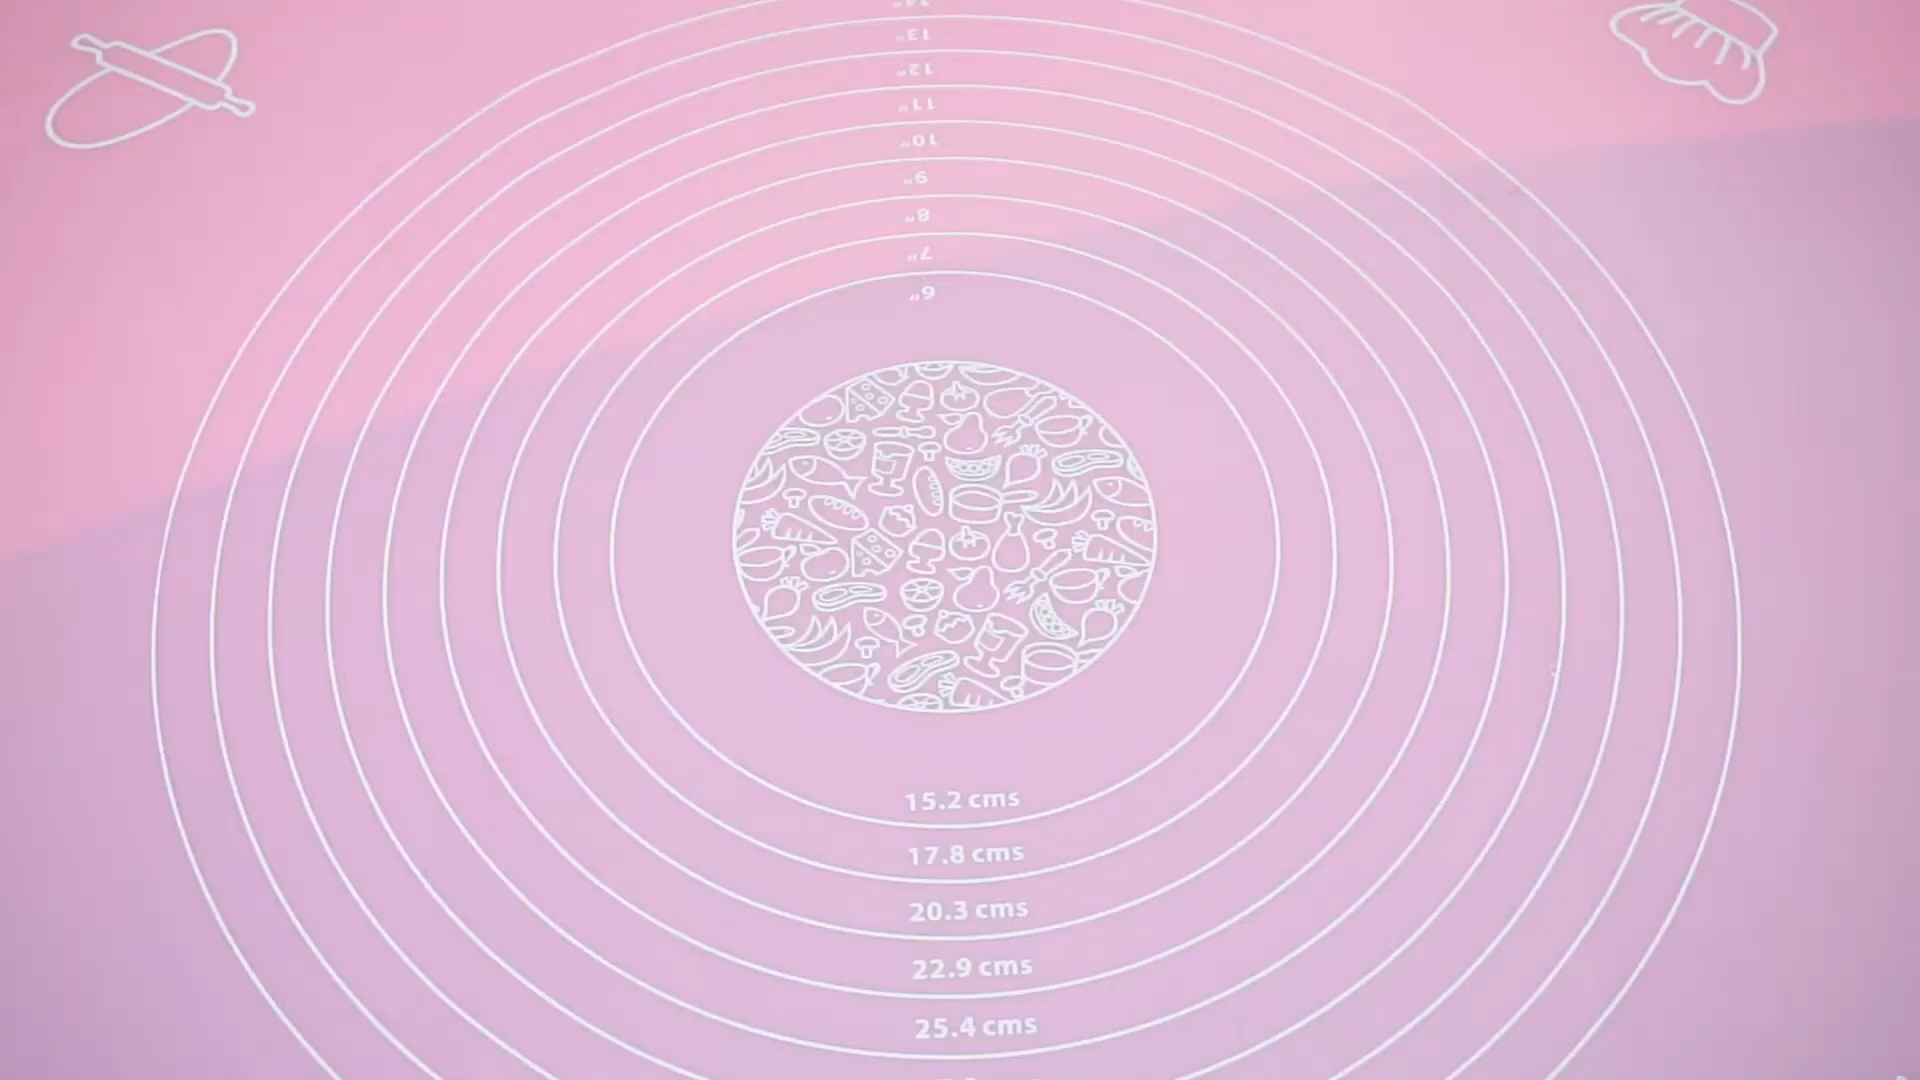 13"
12"
11"
10"
9"
8"
7"
6"
15.2 cms
17.8 cms
20.3 cms
22.9 cms
25.4 cms